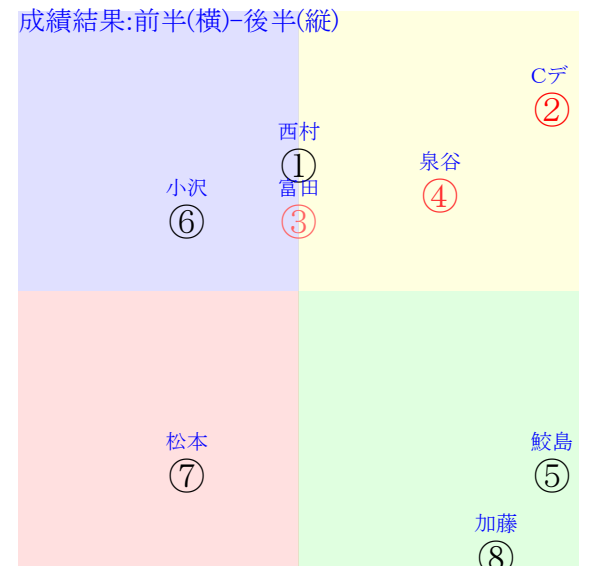 成績結果:前半(横)-後半(縦)
Cデ
②
西村
①
泉谷
④
小沢
⑥
富田
③
松本
⑦
鮫島
⑤
加藤
⑧